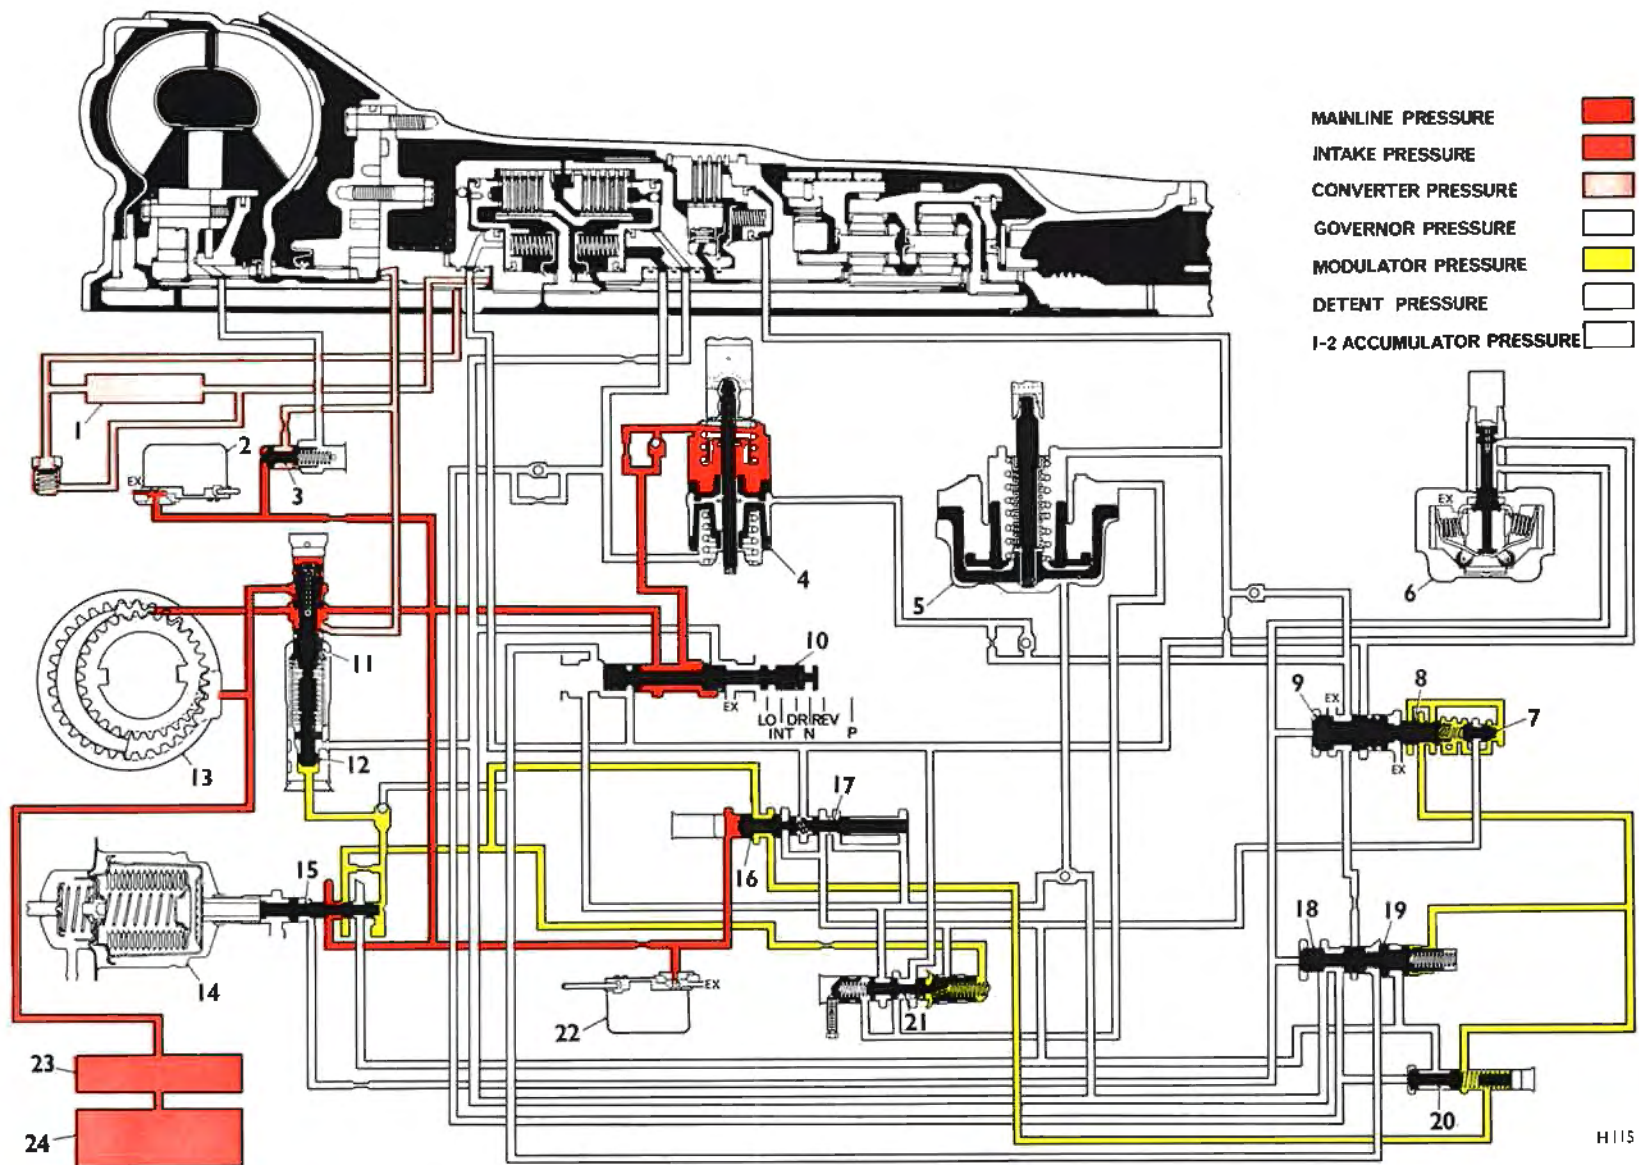 MAINLINE PRESSURE
INTAKE PRESSURE
CONVERTER PRESSURE
GOVERNOR PRESSURE
MODULATOR PRESSURE
DETENT PRESSURE
1-2 ACCUMULATOR PRESSURE
1
2
EX
3
4
5
EX
6
10
11
EX
LO DR REV
INT N P
9
EX
8
7
EX
12
13
17
16
15
14
18
19
EX
22
21
20
23
24
H115